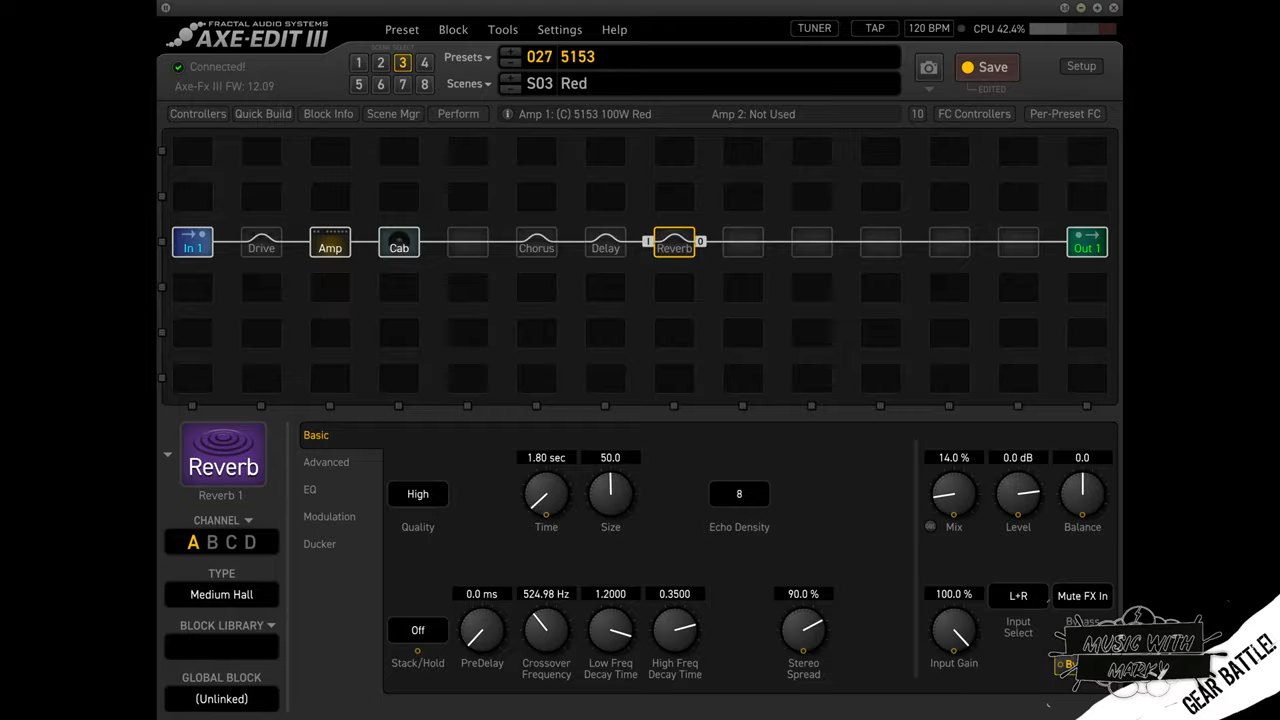 FRACTAL AUDIO SYSTEMS
AXE-EDIT III
Preset Block Tools Settings Help
TUNER TAP 120 BPM CPU 42.4%
SCENE SELECT
1 2 3 4
5 6 7 8
Connected!
Axe-Fx III FW: 12.09
Presets 027 5153
Scenes S03 Red
Save
EDITED
Setup
Controllers Quick Build Block Info Scene Mgr Perform Amp 1: (C) 5153 100W Red Amp 2: Not Used 10 FC Controllers Per-Preset FC
In 1 Drive Amp Cab Chorus Delay I Reverb O Out 1
Reverb
Reverb 1
CHANNEL
A B C D
TYPE
Medium Hall
BLOCK LIBRARY
GLOBAL BLOCK
(Unlinked)
Basic
Advanced
EQ
Modulation
Ducker
1.80 sec 50.0 14.0 % 0.0 dB 0.0
High 8
Quality Time Size Echo Density Mix Level Balance
0.0 ms 524.98 Hz 1.2000 0.3500 90.0 % 100.0 % L+R Mute FX In
Off
Stack/Hold PreDelay Crossover Frequency Low Freq Decay Time High Freq Decay Time Stereo Spread Input Gain Input Select
MUSIC WITH
MARKY
GEAR BATTLE!